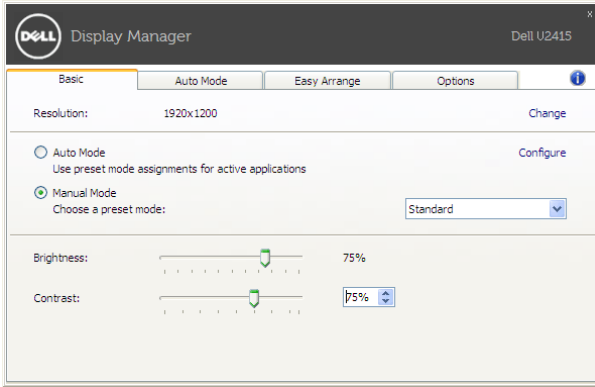 x
DELL Display Manager Dell U2415
Basic Auto Mode Easy Arrange Options i
Resolution: 1920x1200 Change
Auto Mode Configure
Use preset mode assignments for active applications
Manual Mode
Choose a preset mode: Standard
Brightness: 75%
Contrast: 75%